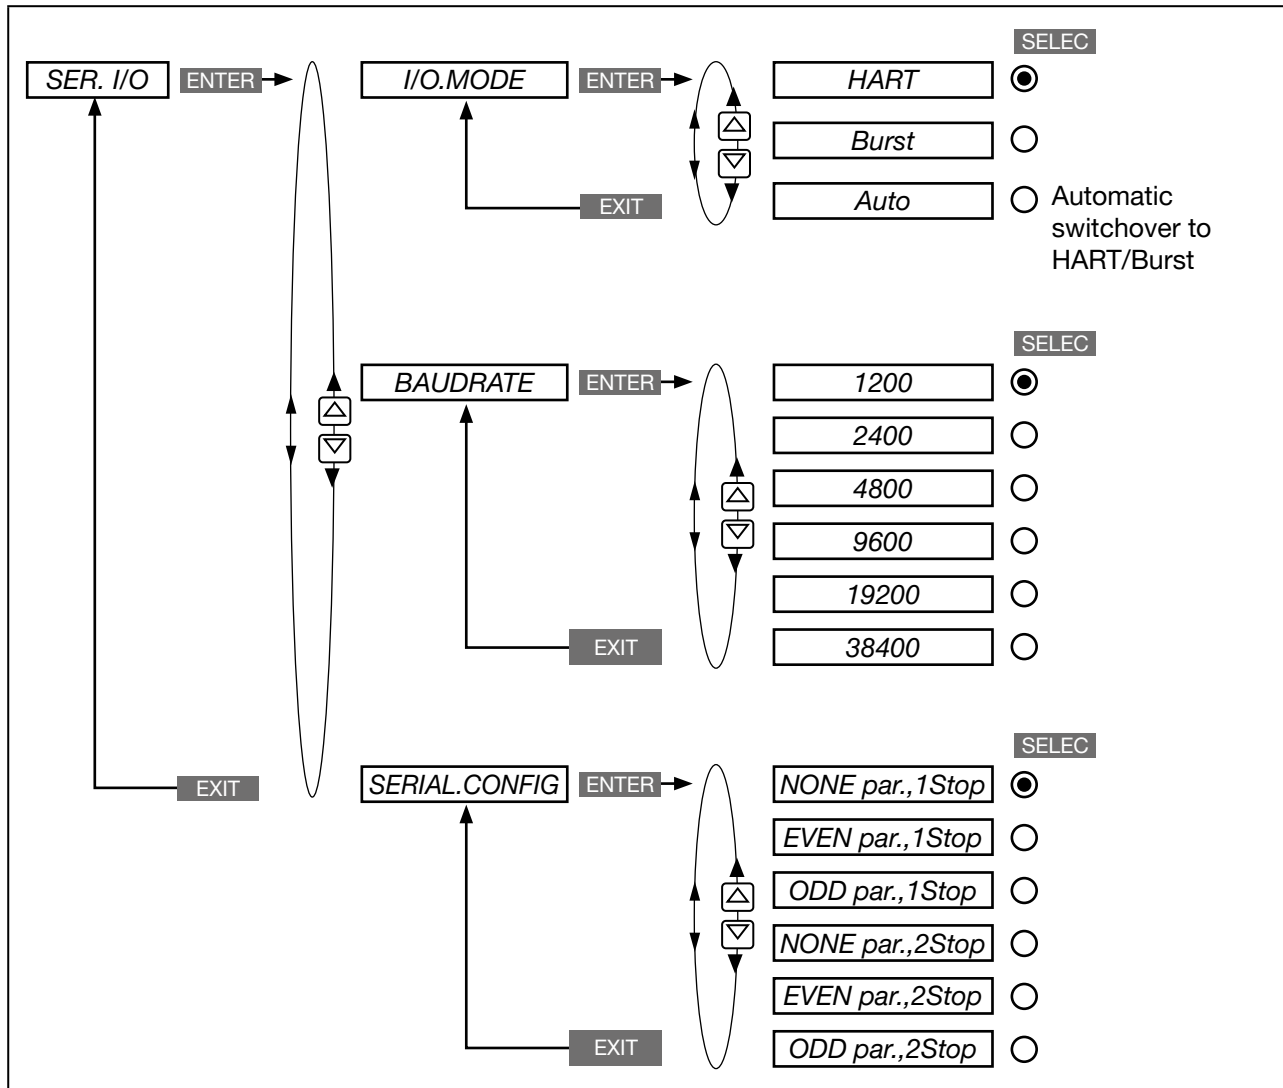 SELEC
SER. I/O ENTER I/O.MODE ENTER HART
Burst
EXIT Auto Automatic
switchover to
HART/Burst
SELEC
BAUDRATE ENTER 1200
2400
4800
9600
19200
EXIT 38400
SELEC
EXIT SERIAL.CONFIG ENTER NONE par.,1Stop
EVEN par.,1Stop
ODD par.,1Stop
NONE par.,2Stop
EVEN par.,2Stop
EXIT ODD par.,2Stop